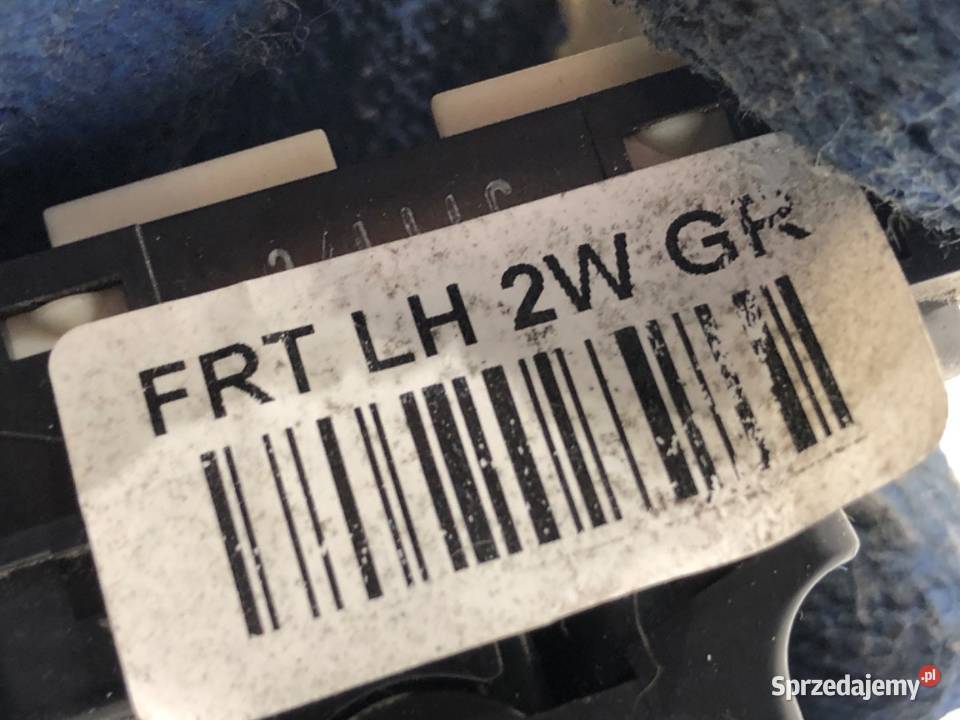 FRT LH 2W GR
Sprzedajemy.pl